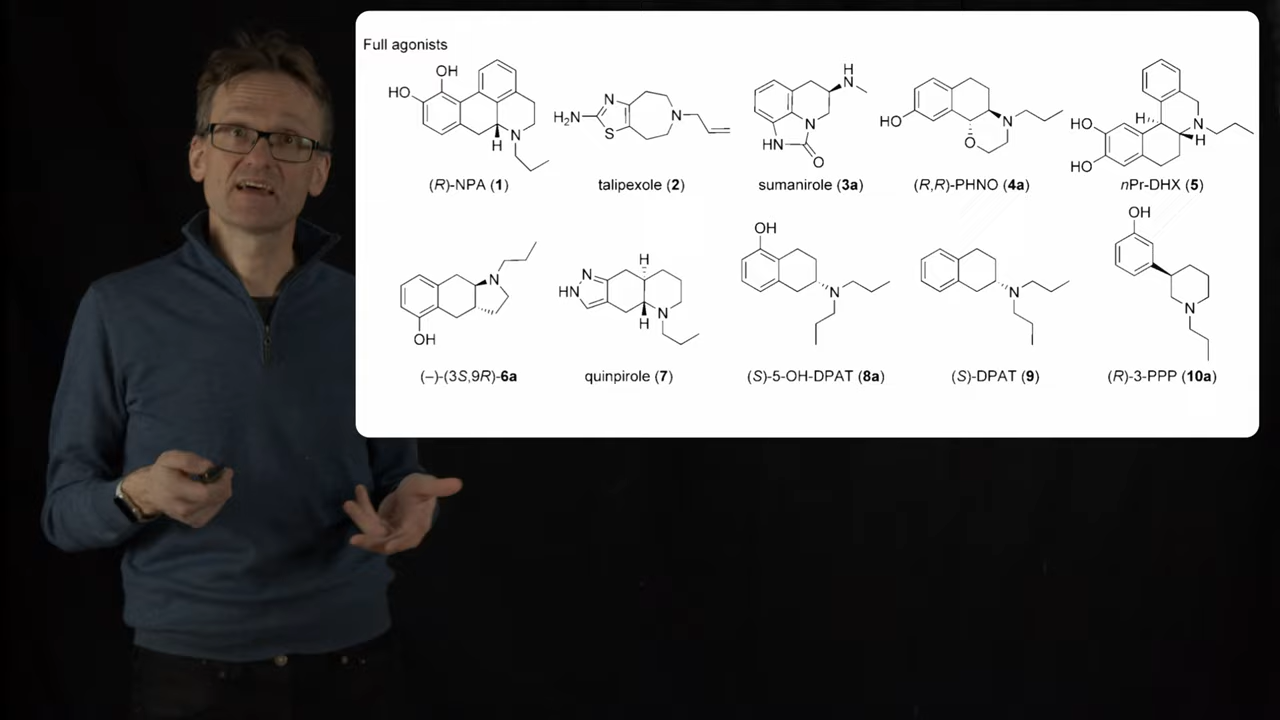 Full agonists
OH
HO
N
H
(R)-NPA (1)
H2N
N
S
N
talipexole (2)
H
N
N
HN
O
sumanirole (3a)
HO
N
O
(R,R)-PHNO (4a)
HO
HO
H
N
H
nPr-DHX (5)
N
OH
(–)-(3S,9R)-6a
N
HN
H
H
N
quinpirole (7)
OH
N
(S)-5-OH-DPAT (8a)
N
(S)-DPAT (9)
OH
N
(R)-3-PPP (10a)